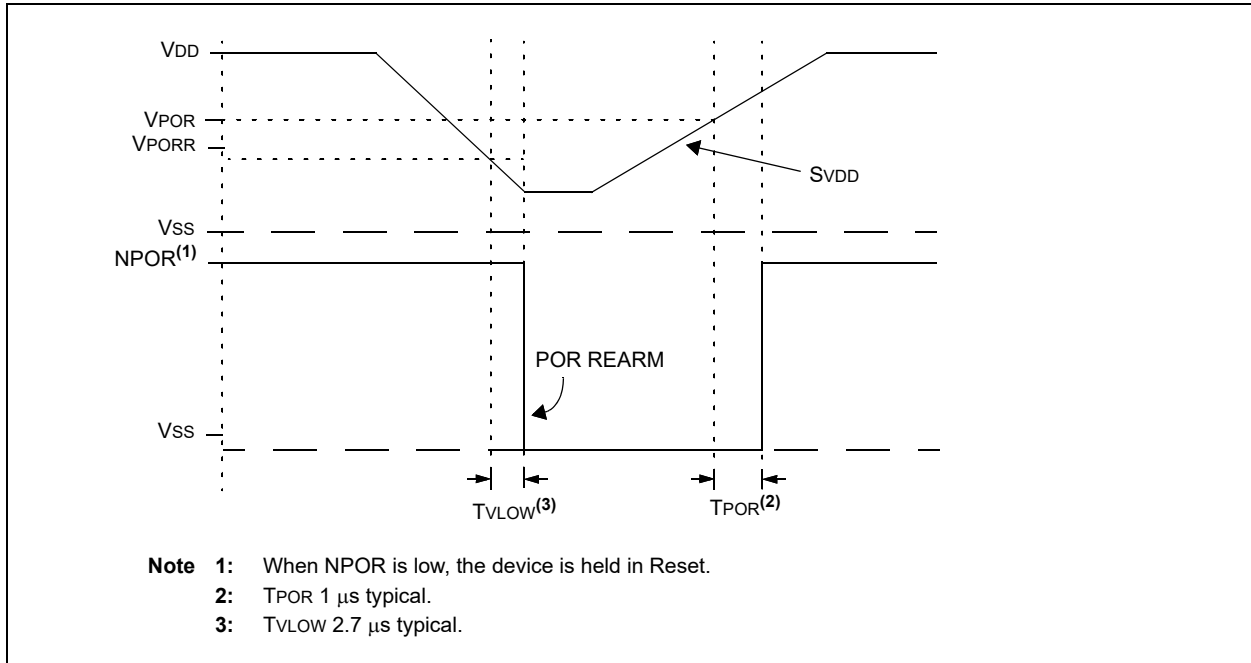 VDD
VPOR
VPORR
SVDD
VSS
NPOR(1)
POR REARM
VSS
TVLOW(3)
TPOR(2)
Note 1: When NPOR is low, the device is held in Reset.
2: TPOR 1 μs typical.
3: TVLOW 2.7 μs typical.